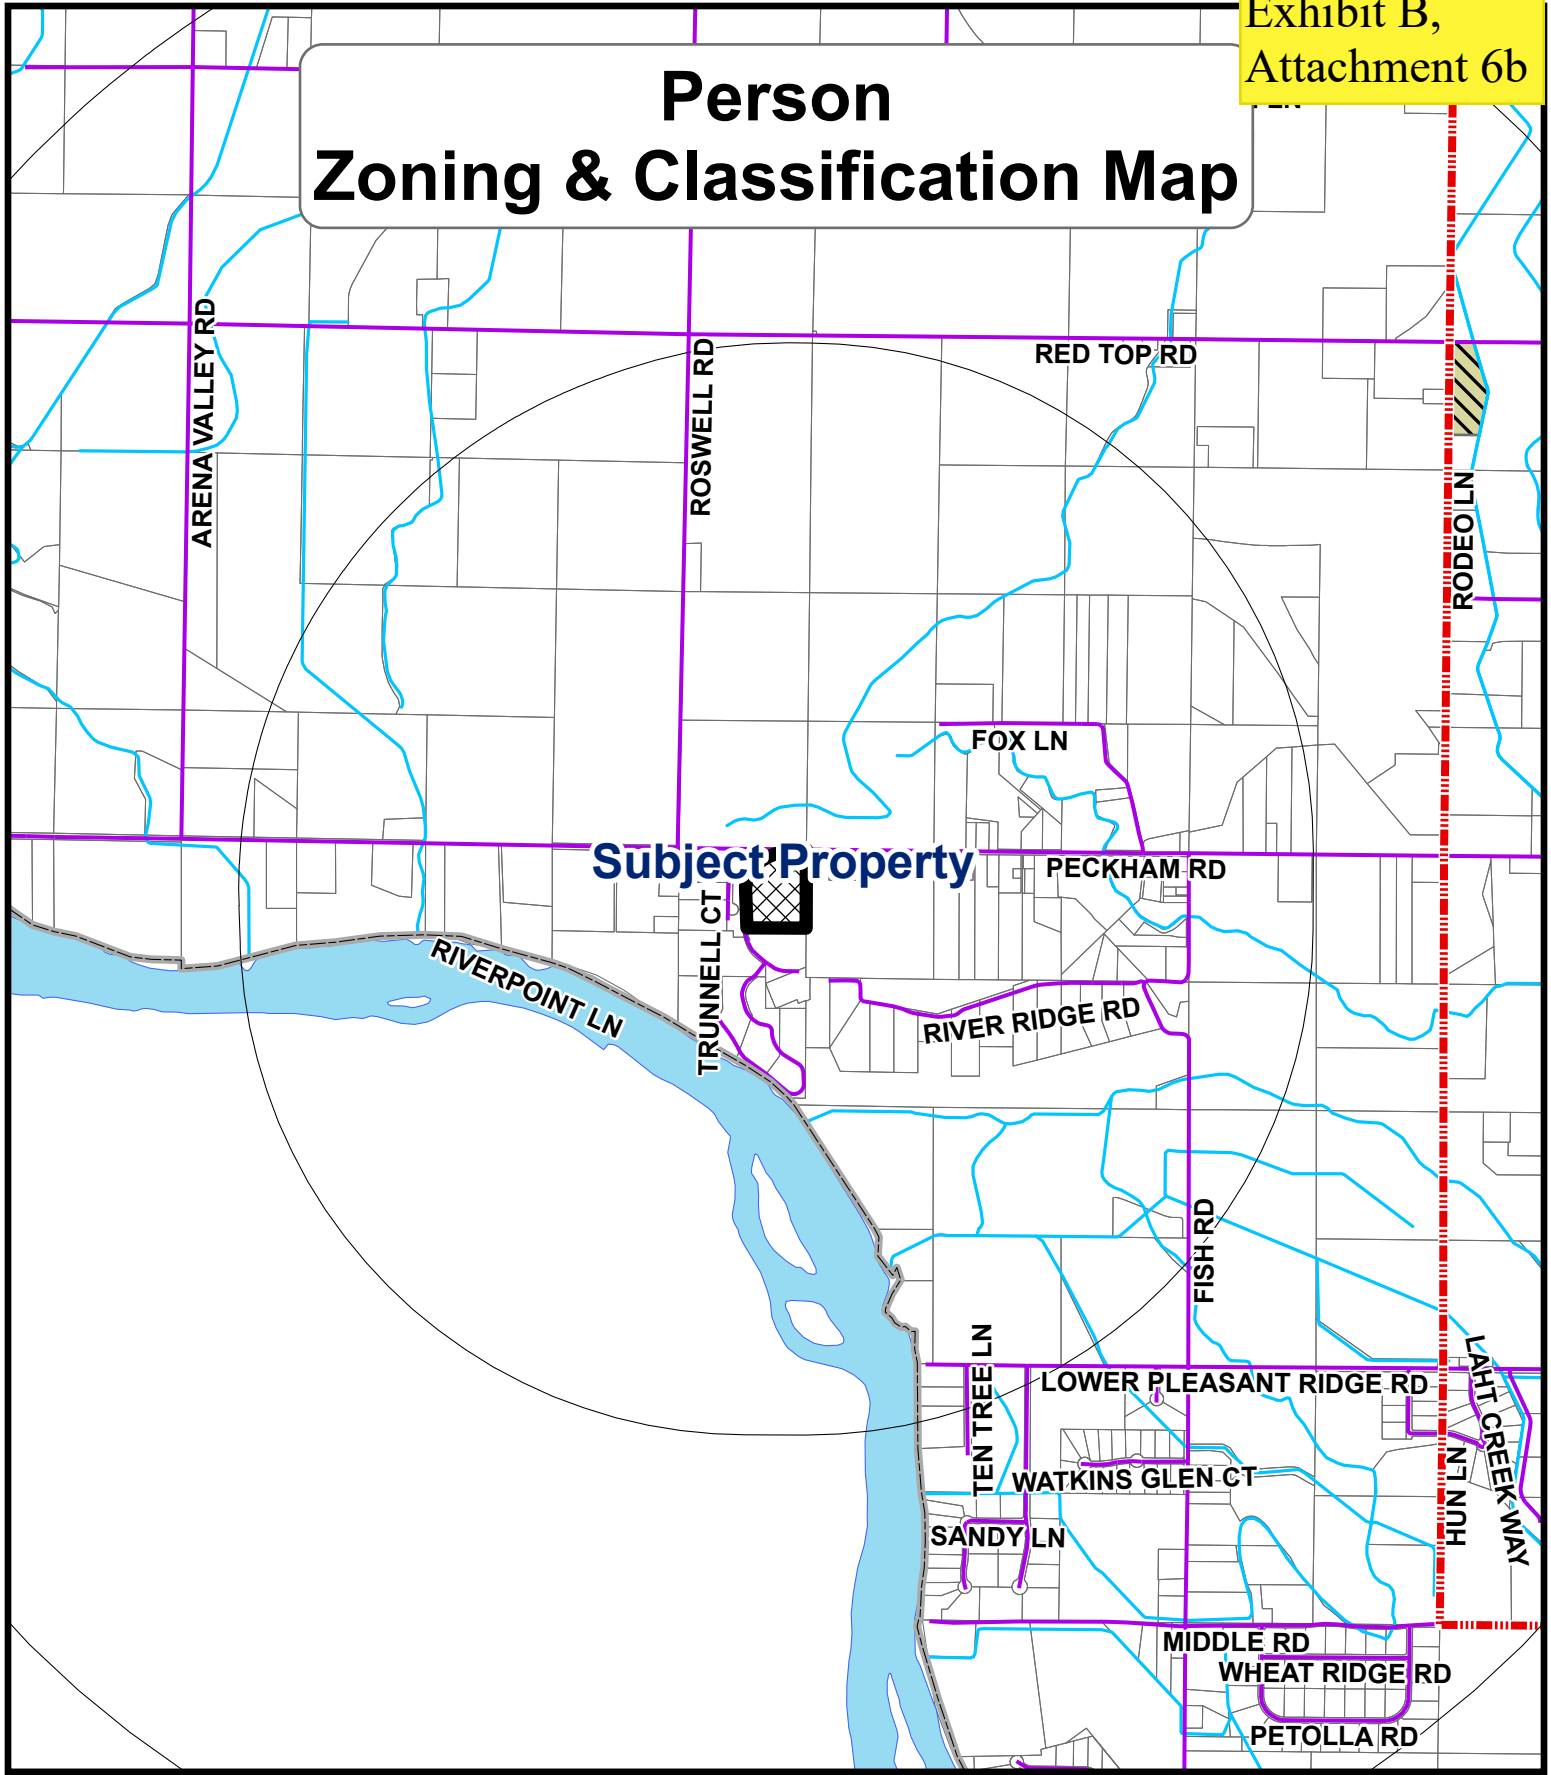 Exhibit B,
Attachment 6b
Person
Zoning & Classification Map
LN
ARENA VALLEY RD
ROSWELL RD
RED TOP RD
RODEO LN
FOX LN
Subject Property
PECKHAM RD
TRUNNELL CT
RIVERPOINT LN
RIVER RIDGE RD
FISH RD
TEN TREE LN
LOWER PLEASANT RIDGE RD
LAHT CREEK WAY
HUN LN
WATKINS GLEN CT
SANDY LN
MIDDLE RD
WHEAT RIDGE RD
PETOLLA RD